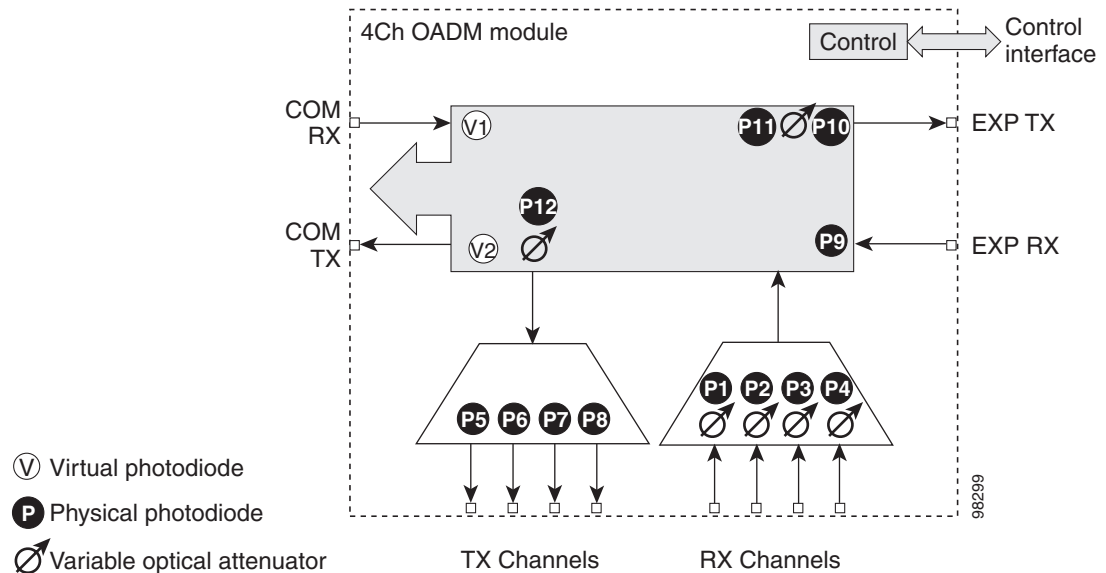 4Ch OADM module
Control
Control
interface
COM
RX
V1
P11
P10
EXP TX
P12
COM
TX
V2
P9
EXP RX
P1
P2
P3
P4
P5
P6
P7
P8
V Virtual photodiode
P Physical photodiode
Variable optical attenuator
TX Channels
RX Channels
98299